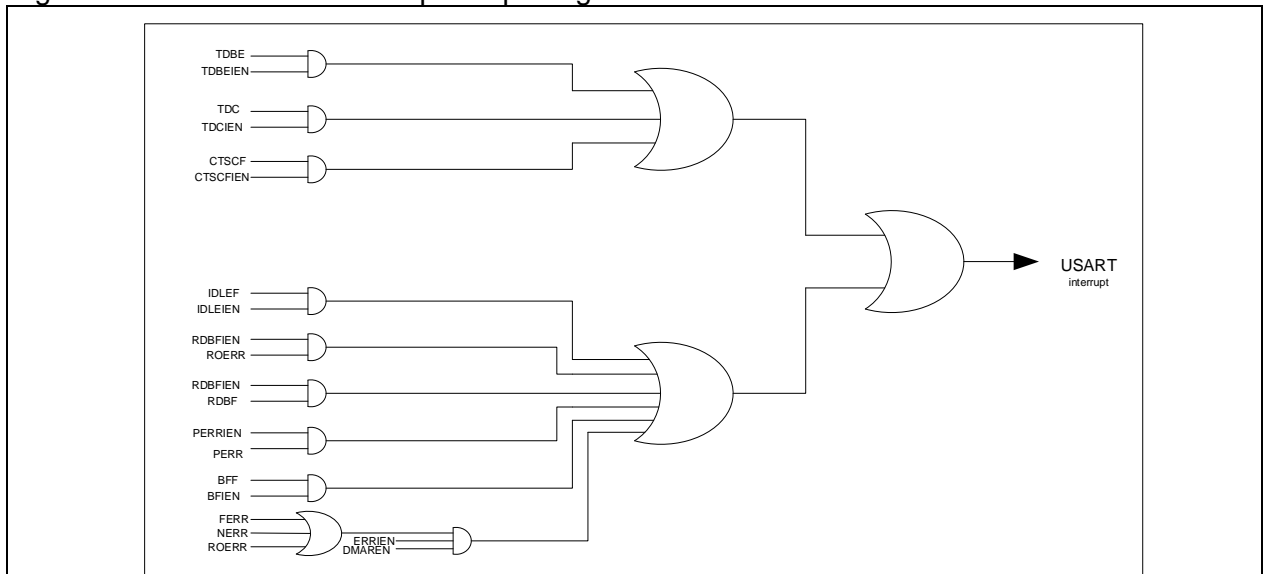 TDBE
TDBEIEN
TDC
TDCIEN
CTSCF
CTSCFIEN
IDLEF
IDLEIEN
RDBFIEN
ROERR
RDBFIEN
RDBF
PERRIEN
PERR
BFF
BFIEN
FERR
NERR
ROERR
ERRIEN
DMAREN
USART
interrupt